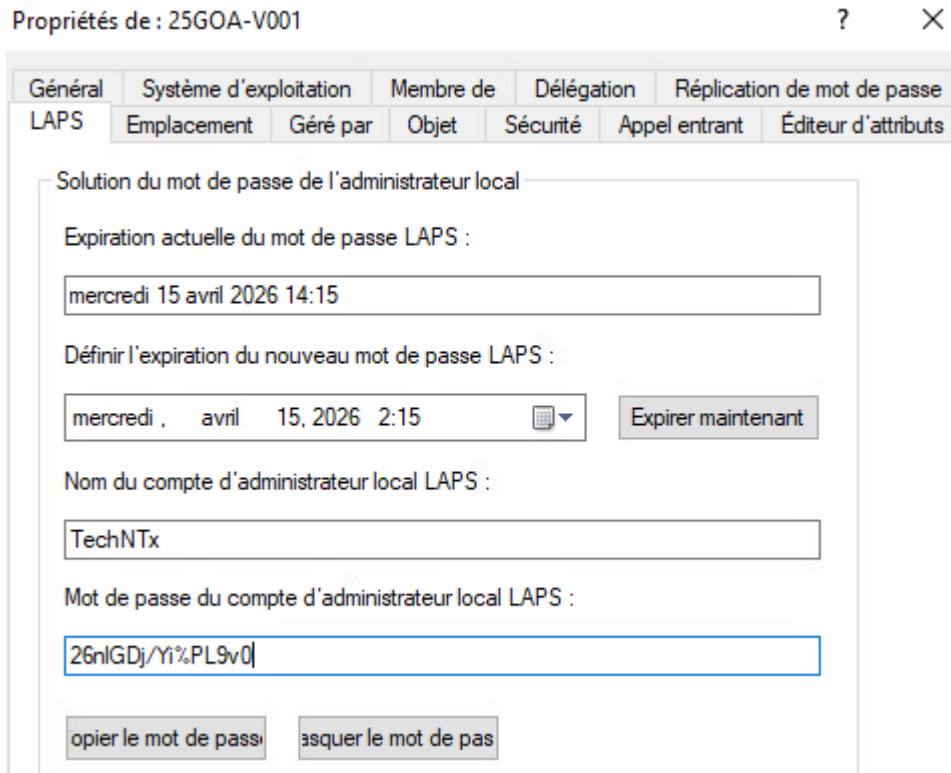 Propriétés de : 25GOA-V001 ? ×
Général Système d'exploitation Membre de Délégation Réplication de mot de passe
LAPS Emplacement Géré par Objet Sécurité Appel entrant Éditeur d'attributs
Solution du mot de passe de l'administrateur local
Expiration actuelle du mot de passe LAPS :
mercredi 15 avril 2026 14:15
Définir l'expiration du nouveau mot de passe LAPS :
mercredi , avril 15, 2026 2:15 Expirer maintenant
Nom du compte d'administrateur local LAPS :
TechNTx
Mot de passe du compte d'administrateur local LAPS :
26nIGDj/Yi%PL9v0
opier le mot de passe asquer le mot de pas